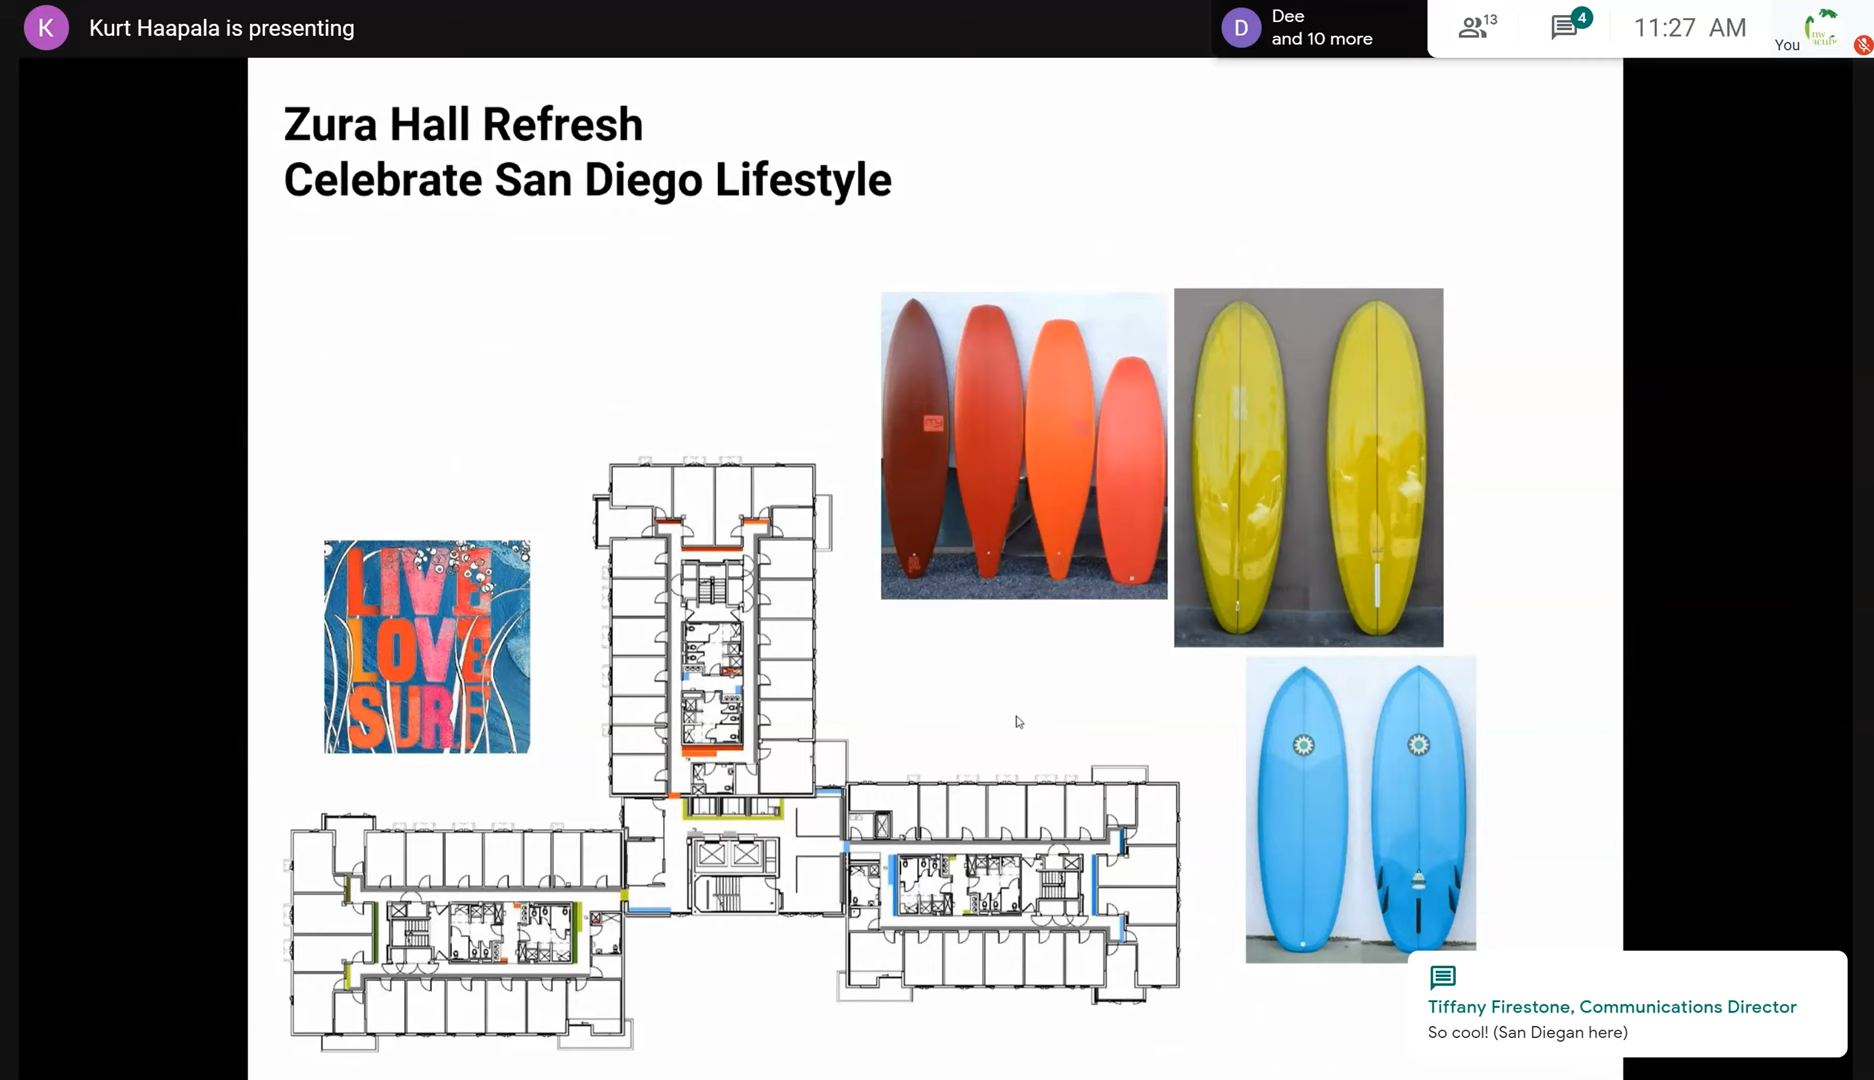 K
Kurt Haapala is presenting
D
Dee
and 10 more
13
4
11:27 AM
You
Zura Hall Refresh
Celebrate San Diego Lifestyle
LIVE
LOVE
SURF
my
Tiffany Firestone, Communications Director
So cool! (San Diegan here)